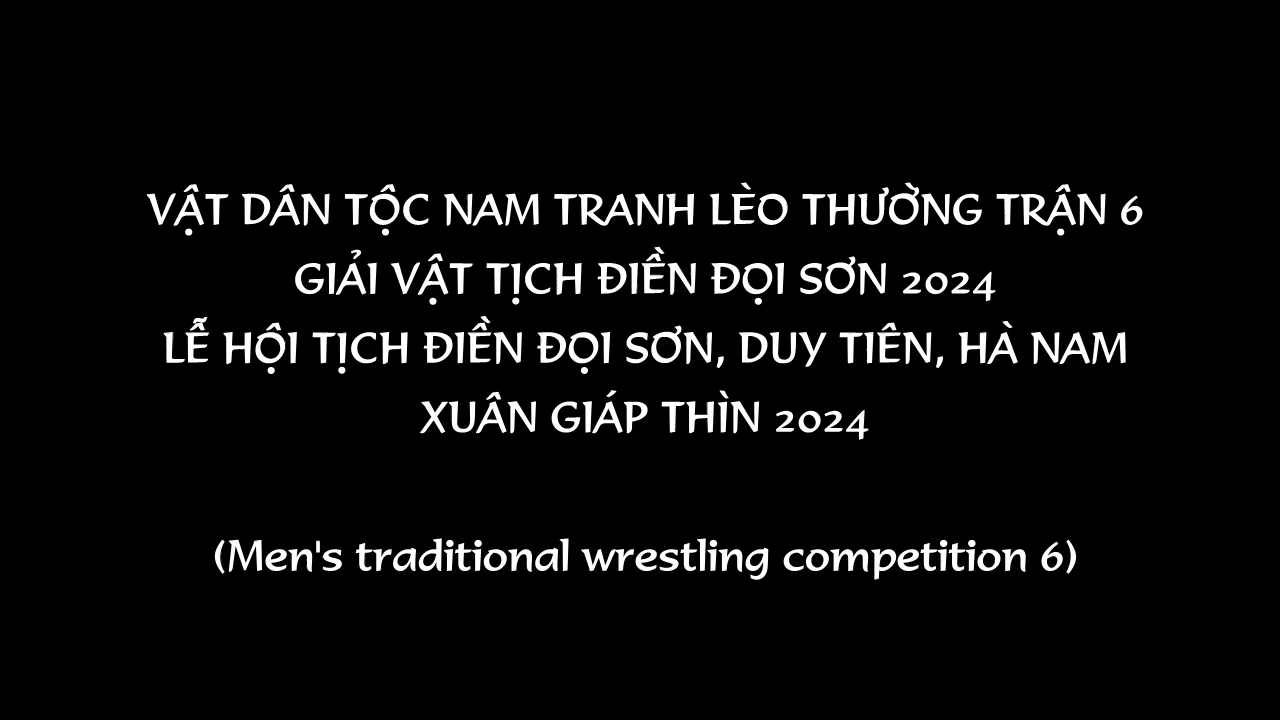 VẬT DÂN TỘC NAM TRANH LÈO THƯỜNG TRẬN 6
GIẢI VẬT TỊCH ĐIỀN ĐỌI SƠN 2024
LỄ HỘI TỊCH ĐIỀN ĐỌI SƠN, DUY TIÊN, HÀ NAM
XUÂN GIÁP THÌN 2024
(Men's traditional wrestling competition 6)